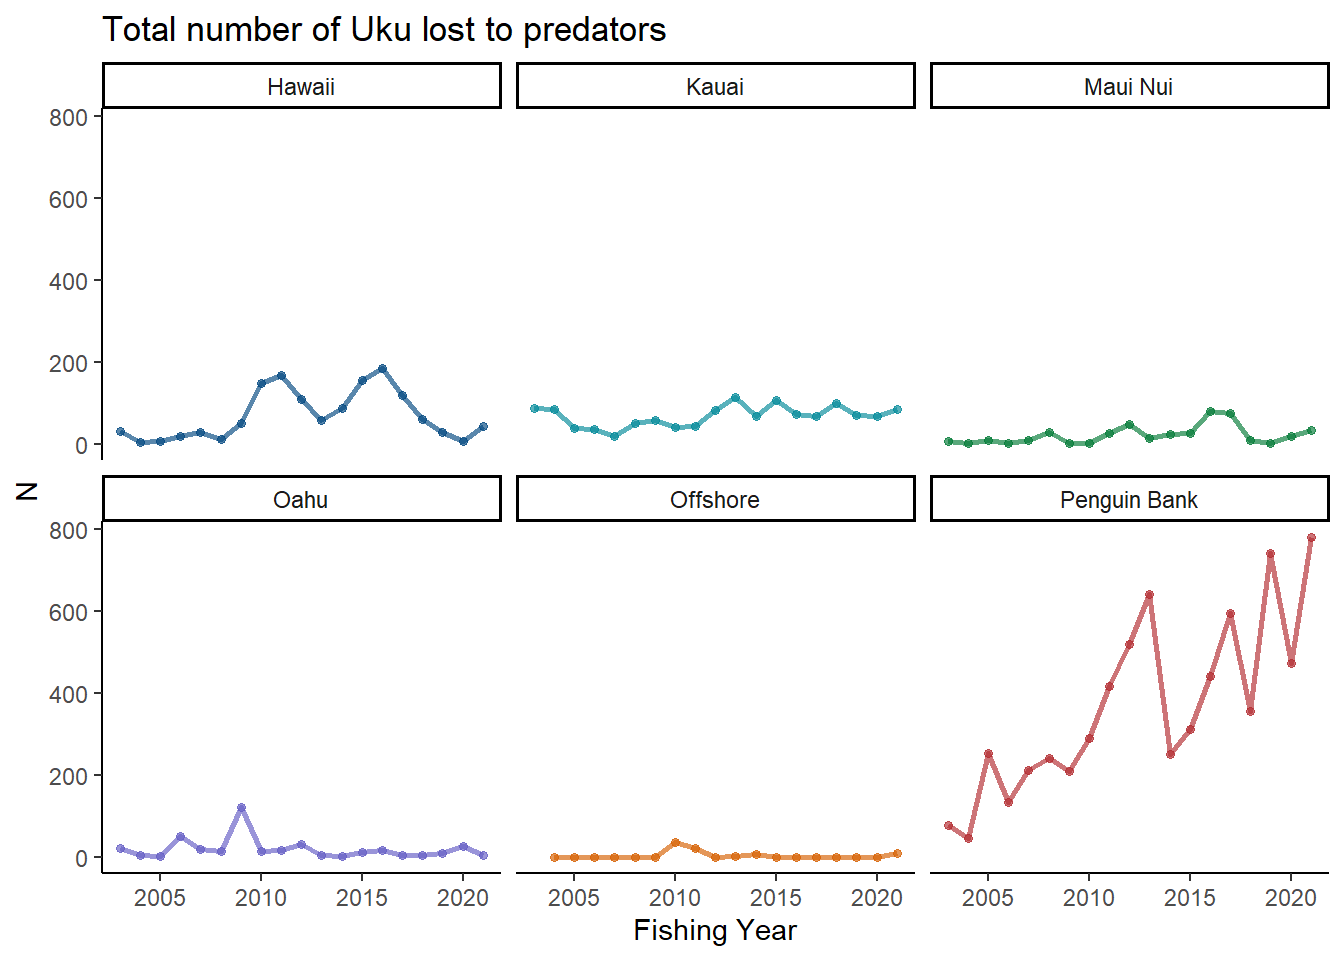 Total number of Uku lost to predators
Hawaii
Kauai
Maui Nui
800
600
400
200
0
N
Oahu
Offshore
Penguin Bank
800
600
400
200
0
2005 2010 2015 2020
2005 2010 2015 2020
2005 2010 2015 2020
Fishing Year